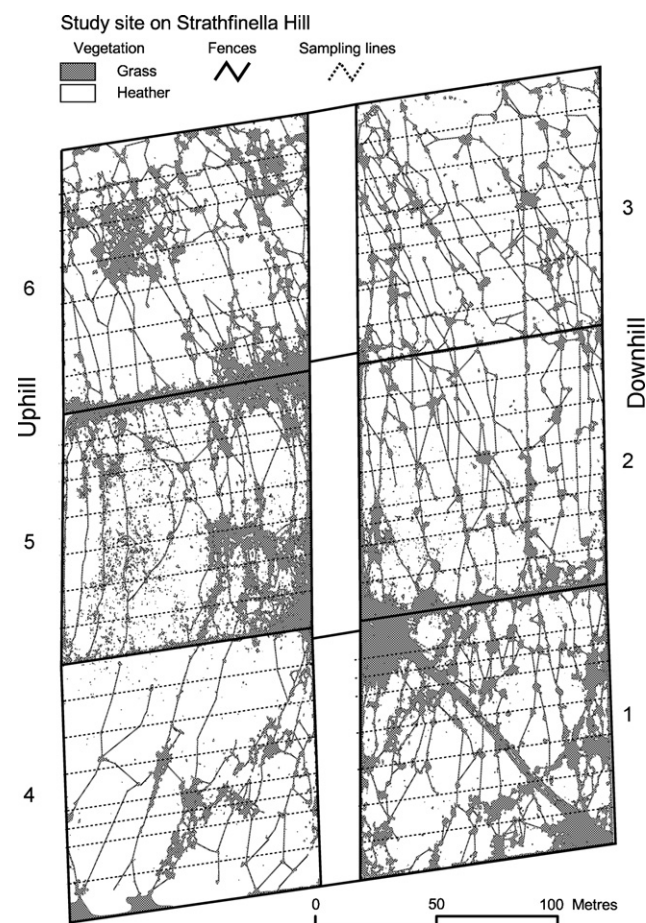 Study site on Strathfinella Hill
Vegetation Fences Sampling lines
Grass
Heather
3
6
Uphill
Downhill
2
5
1
4
0 50 100 Metres